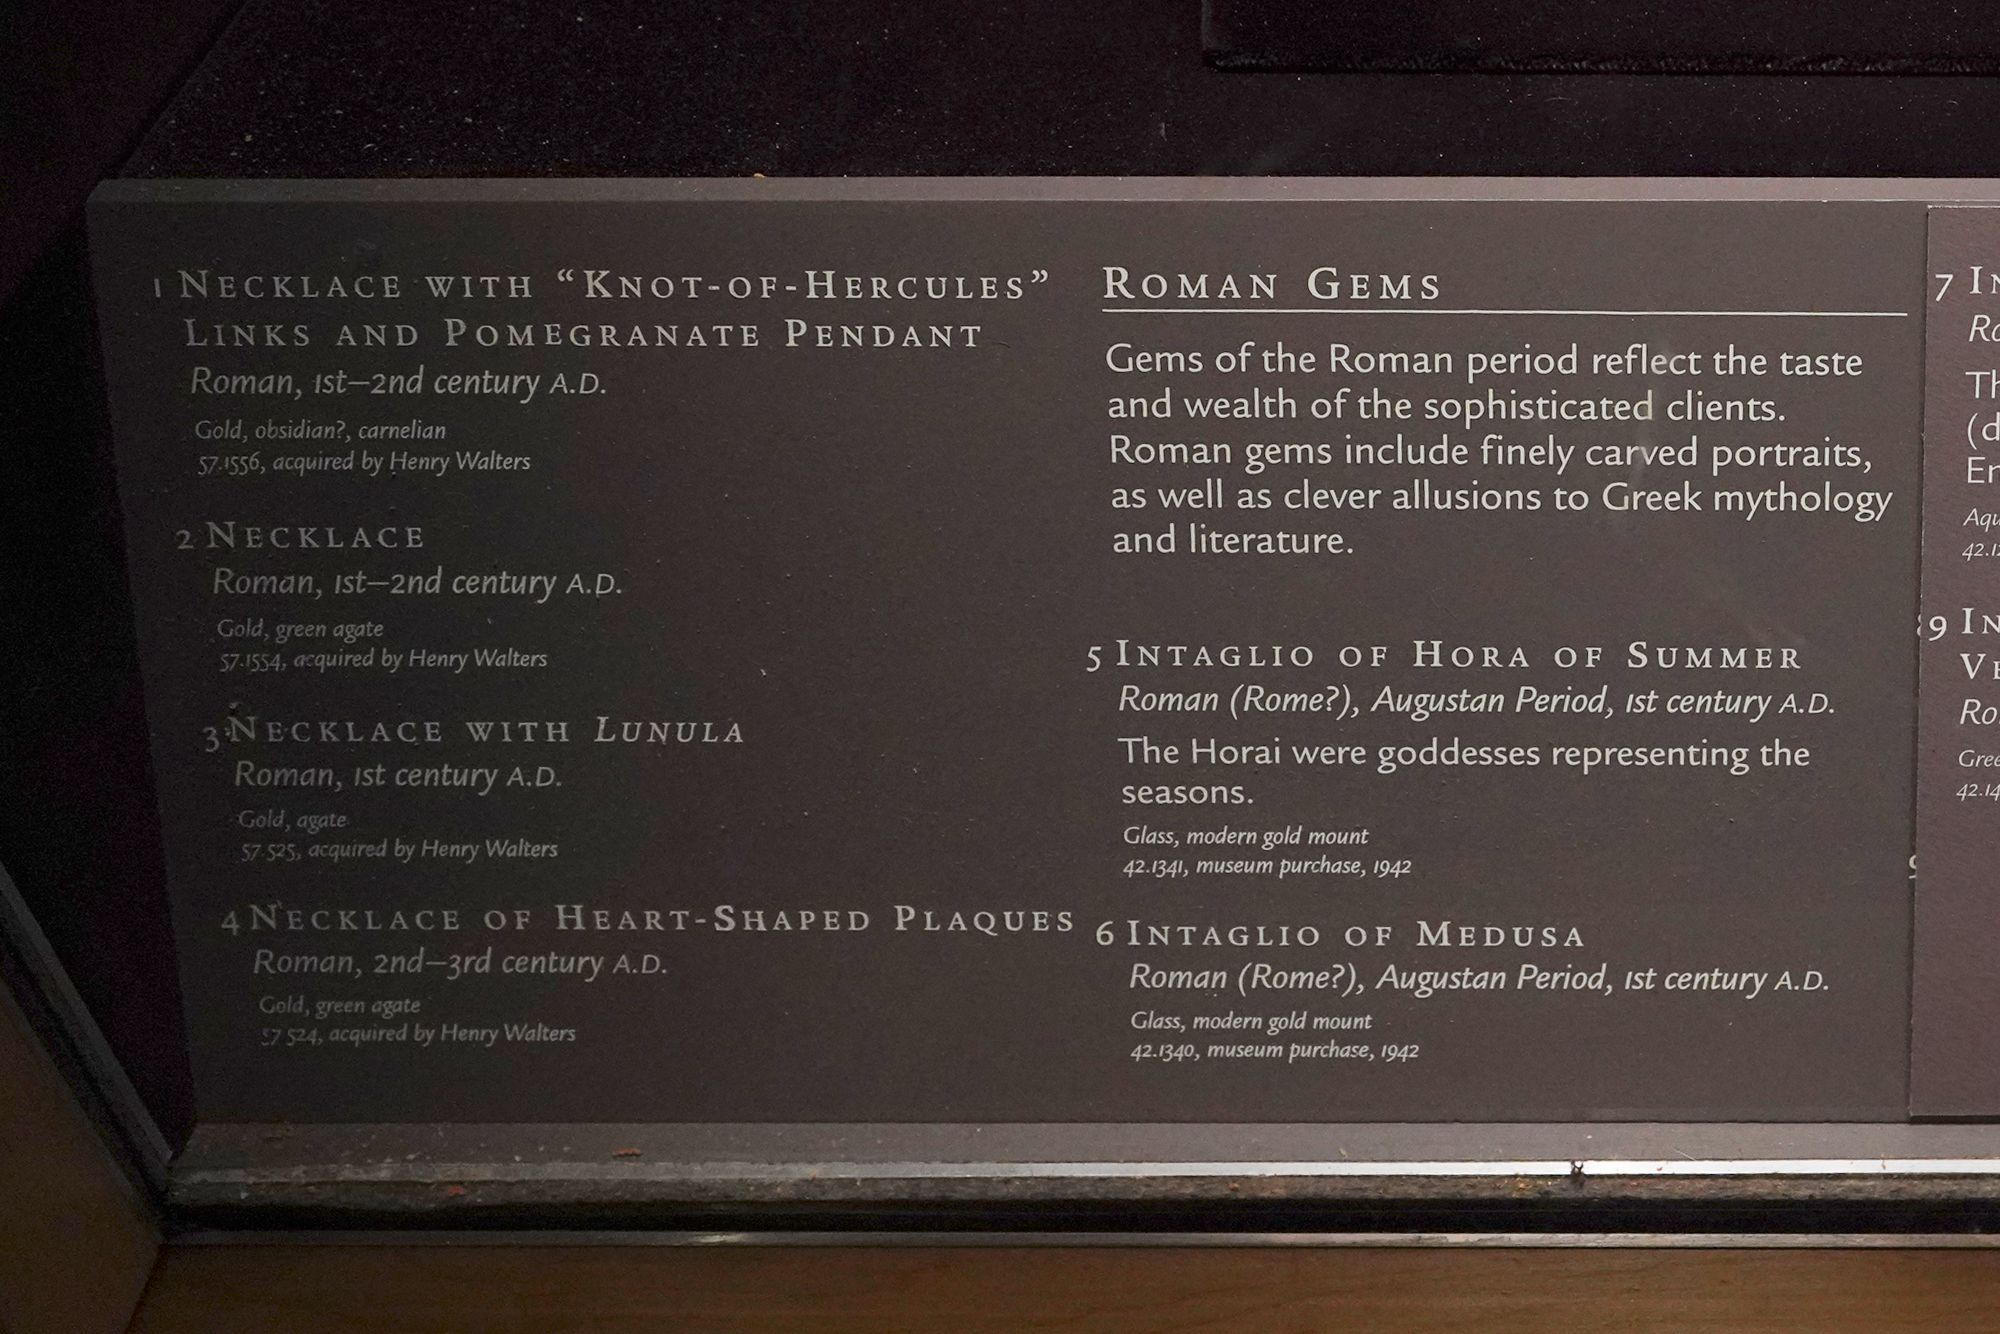 1 NECKLACE WITH “KNOT-OF-HERCULES”
LINKS AND POMEGRANATE PENDANT
Roman, 1st–2nd century A.D.
Gold, obsidian?, carnelian
57.1556, acquired by Henry Walters
2 NECKLACE
Roman, 1st–2nd century A.D.
Gold, green agate
57.1554, acquired by Henry Walters
3 NECKLACE WITH LUNULA
Roman, 1st century A.D.
Gold, agate
57.525, acquired by Henry Walters
4 NECKLACE OF HEART-SHAPED PLAQUES
Roman, 2nd–3rd century A.D.
Gold, green agate
57.524, acquired by Henry Walters
ROMAN GEMS
Gems of the Roman period reflect the taste
and wealth of the sophisticated clients.
Roman gems include finely carved portraits,
as well as clever allusions to Greek mythology
and literature.
5 INTAGLIO OF HORA OF SUMMER
Roman (Rome?), Augustan Period, 1st century A.D.
The Horai were goddesses representing the
seasons.
Glass, modern gold mount
42.1341, museum purchase, 1942
6 INTAGLIO OF MEDUSA
Roman (Rome?), Augustan Period, 1st century A.D.
Glass, modern gold mount
42.1340, museum purchase, 1942
7
9